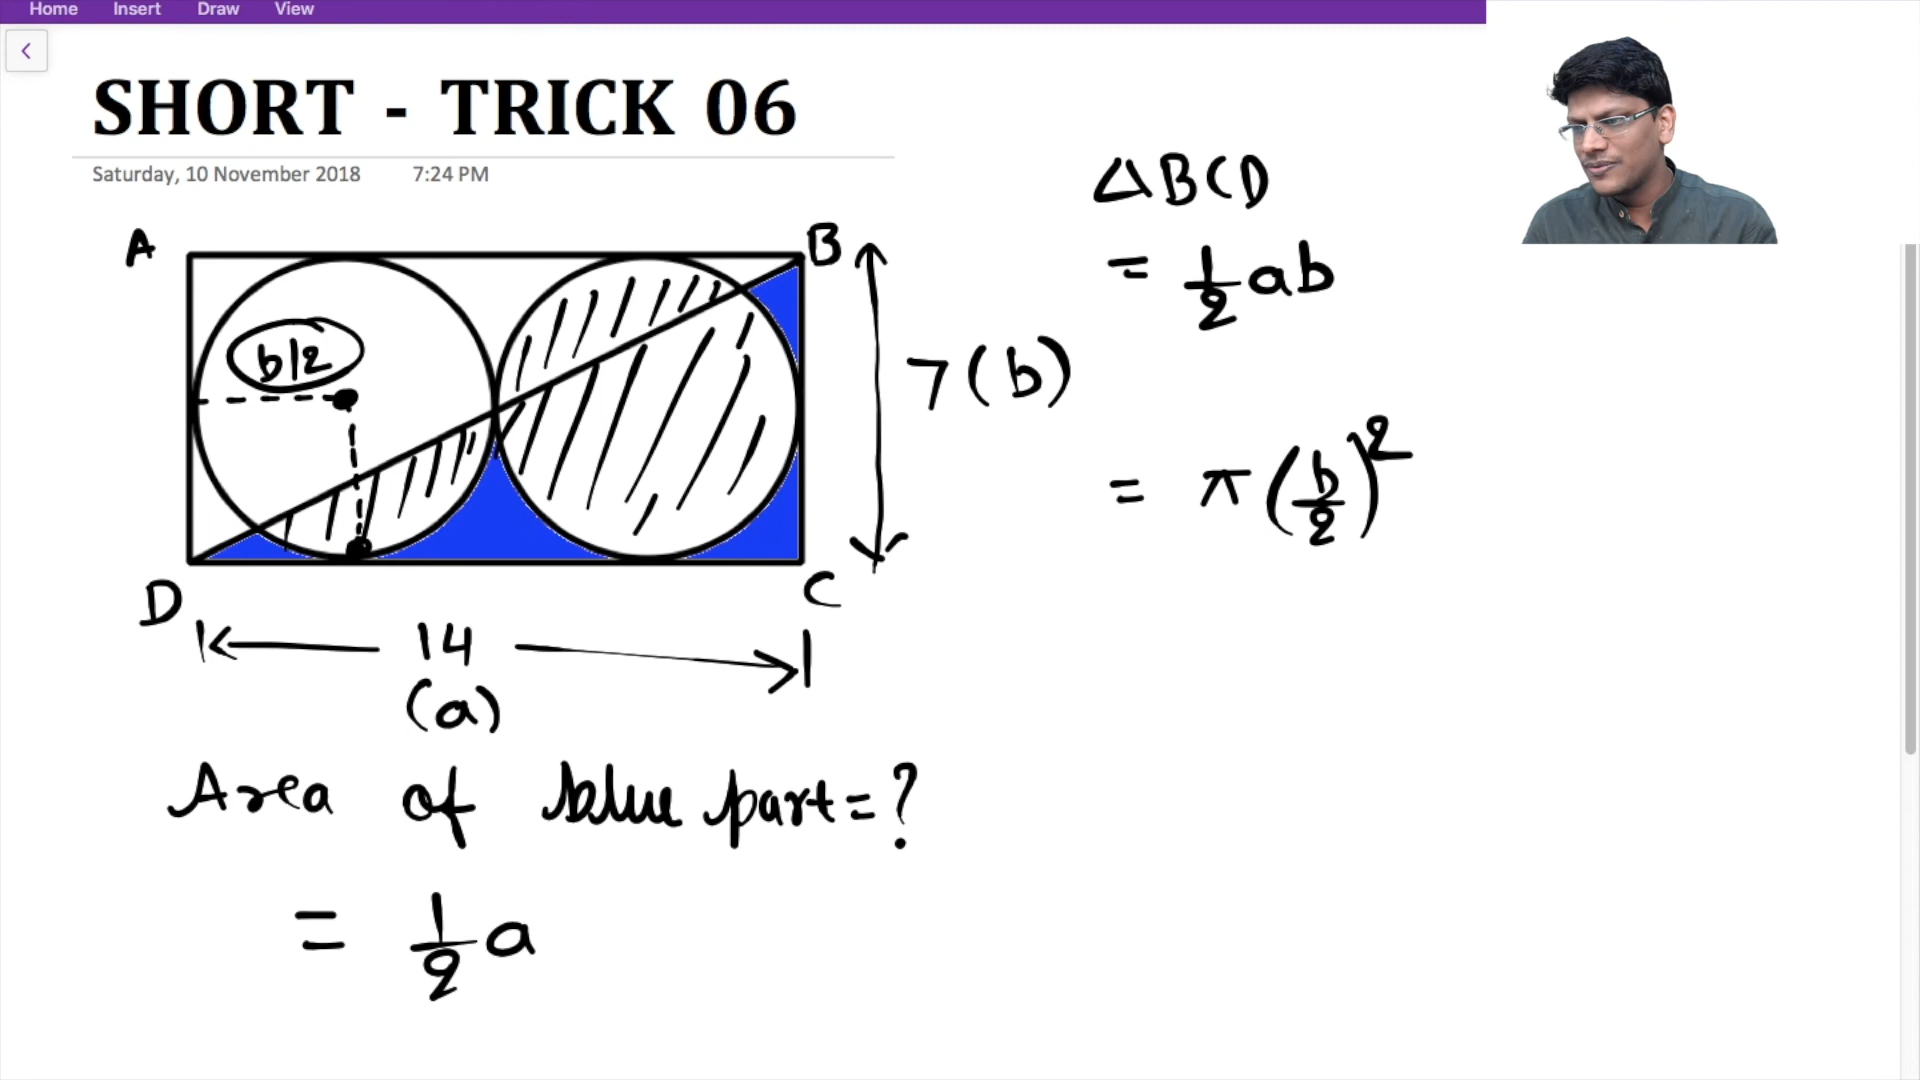 Home Insert Draw View
SHORT - TRICK 06
Saturday, 10 November 2018 7:24 PM
A
B
b/2
7 (b)
D
C
14
(a)
Area of blue part = ?
= 1/2 a
△BCD
= 1/2 ab
= π(b/2)²